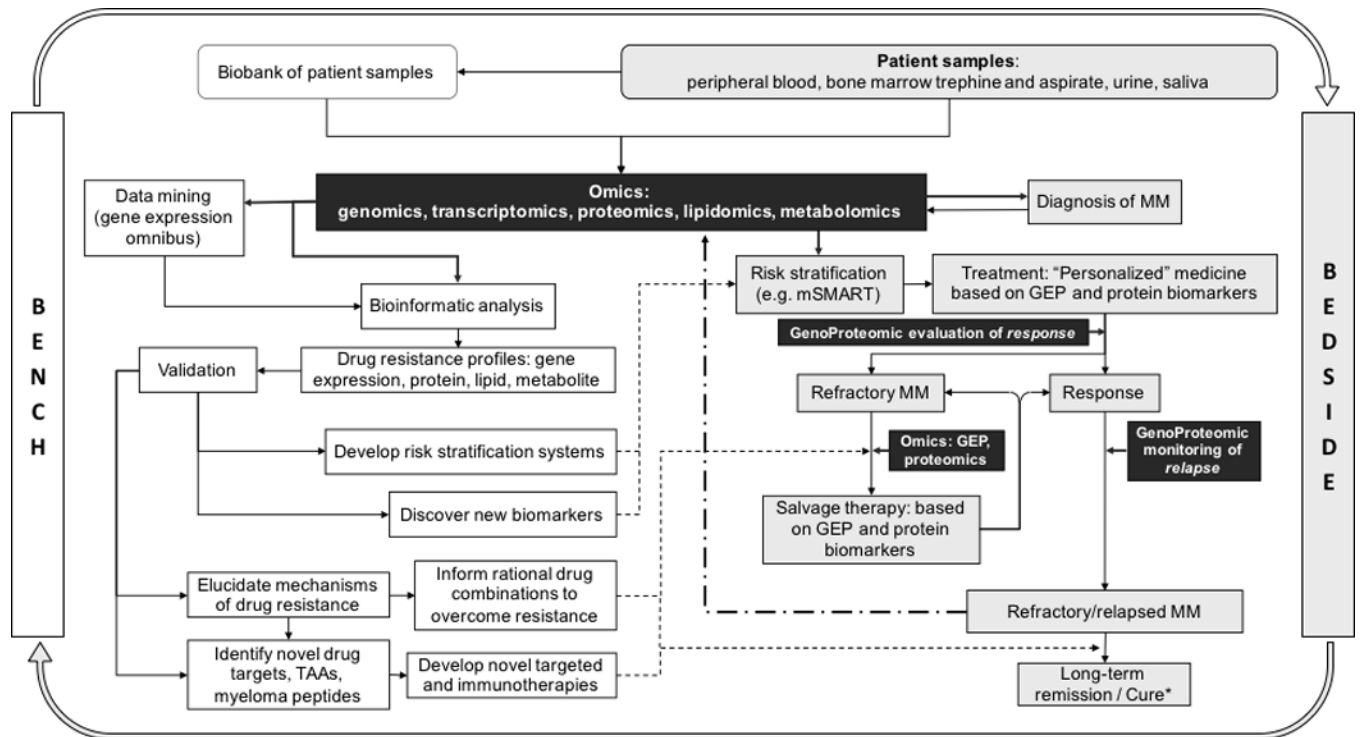 Biobank of patient samples
Patient samples:
peripheral blood, bone marrow trephine and aspirate, urine, saliva
BENCH
BEDSIDE
Data mining
(gene expression
omnibus)
Omics:
genomics, transcriptomics, proteomics, lipidomics, metabolomics
Diagnosis of MM
Bioinformatic analysis
Risk stratification
(e.g. mSMART)
Treatment: “Personalized” medicine
based on GEP and protein biomarkers
GenoProteomic evaluation of response
Validation
Drug resistance profiles: gene
expression, protein, lipid, metabolite
Refractory MM
Response
Develop risk stratification systems
Omics: GEP,
proteomics
GenoProteomic
monitoring of
relapse
Discover new biomarkers
Salvage therapy: based
on GEP and protein
biomarkers
Elucidate mechanisms
of drug resistance
Inform rational drug
combinations to
overcome resistance
Refractory/relapsed MM
Identify novel drug
targets, TAAs,
myeloma peptides
Develop novel targeted
and immunotherapies
Long-term
remission / Cure*